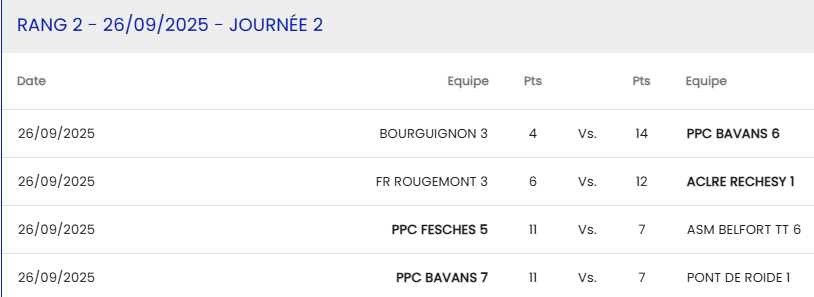 RANG 2 - 26/09/2025 - JOURNÉE 2
Date Equipe Pts Pts Equipe
26/09/2025 BOURGUIGNON 3 4 Vs. 14 PPC BAVANS 6
26/09/2025 FR ROUGEMONT 3 6 Vs. 12 ACLRE RECHESY 1
26/09/2025 PPC FESCHES 5 11 Vs. 7 ASM BELFORT TT 6
26/09/2025 PPC BAVANS 7 11 Vs. 7 PONT DE ROIDE 1